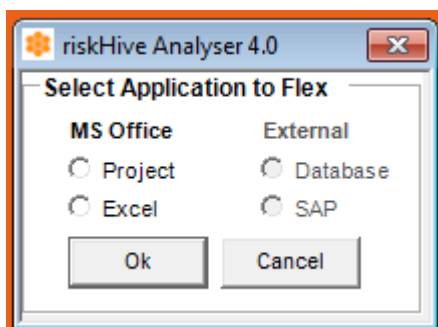 riskHive Analyser 4.0
Select Application to Flex
MS Office External
Project Database
Excel SAP
Ok Cancel